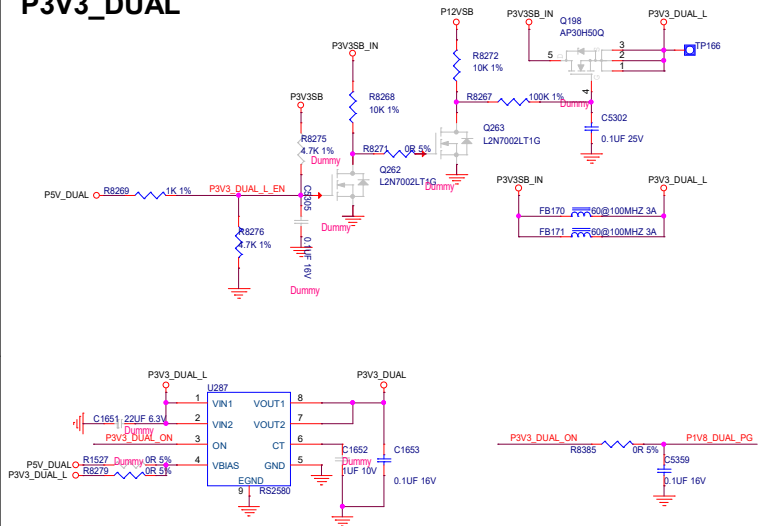 P3V3_DUAL
P12VSB
P3V3SB_IN
Q198
AP30H50Q
P3V3_DUAL_L
TP166
5
3
2
1
4
P3V3SB_IN
R8272
10K 1%
R8268
10K 1%
R8267
100K 1%
Dummy
C5302
0.1UF 25V
P3V3SB
R8275
4.7K 1%
Dummy
R8271
0R 5%
Q263
L2N7002LT1G
Dummy
Q262
L2N7002LT1G
Dummy
P5V_DUAL
R8269
1K 1%
P3V3_DUAL_L_EN
C5305
0.1UF 16V
Dummy
R8276
4.7K 1%
P3V3SB_IN
P3V3_DUAL_L
FB170
60@100MHZ 3A
FB171
60@100MHZ 3A
P3V3_DUAL_L
P3V3_DUAL
U287
1
VIN1
VOUT1
8
C1651
22UF 6.3V
Dummy
2
VIN2
VOUT2
7
P3V3_DUAL_ON
3
ON
CT
6
P5V_DUAL
R1527
Dummy
0R 5%
4
VBIAS
GND
5
P3V3_DUAL_L
R8279
0R 5%
EGND
9
RS2580
C1652
Dummy
1UF 10V
C1653
0.1UF 16V
P3V3_DUAL_ON
R8385
0R 5%
P1V8_DUAL_PG
C5359
0.1UF 16V